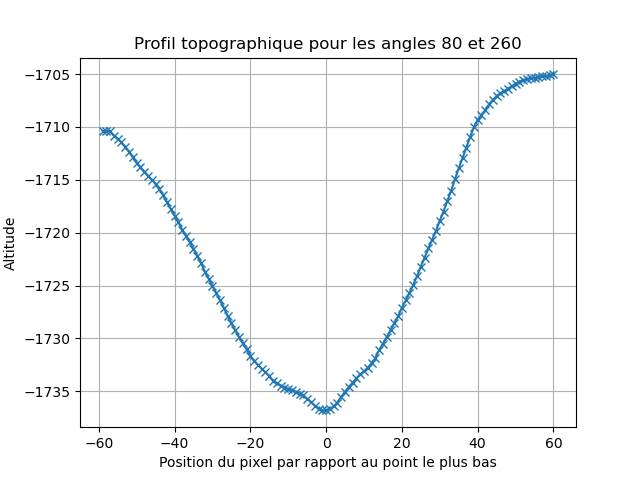 Profil topographique pour les angles 80 et 260
−1705
−1710
−1715
−1720
−1725
−1730
−1735
Altitude
−60 −40 −20 0 20 40 60
Position du pixel par rapport au point le plus bas